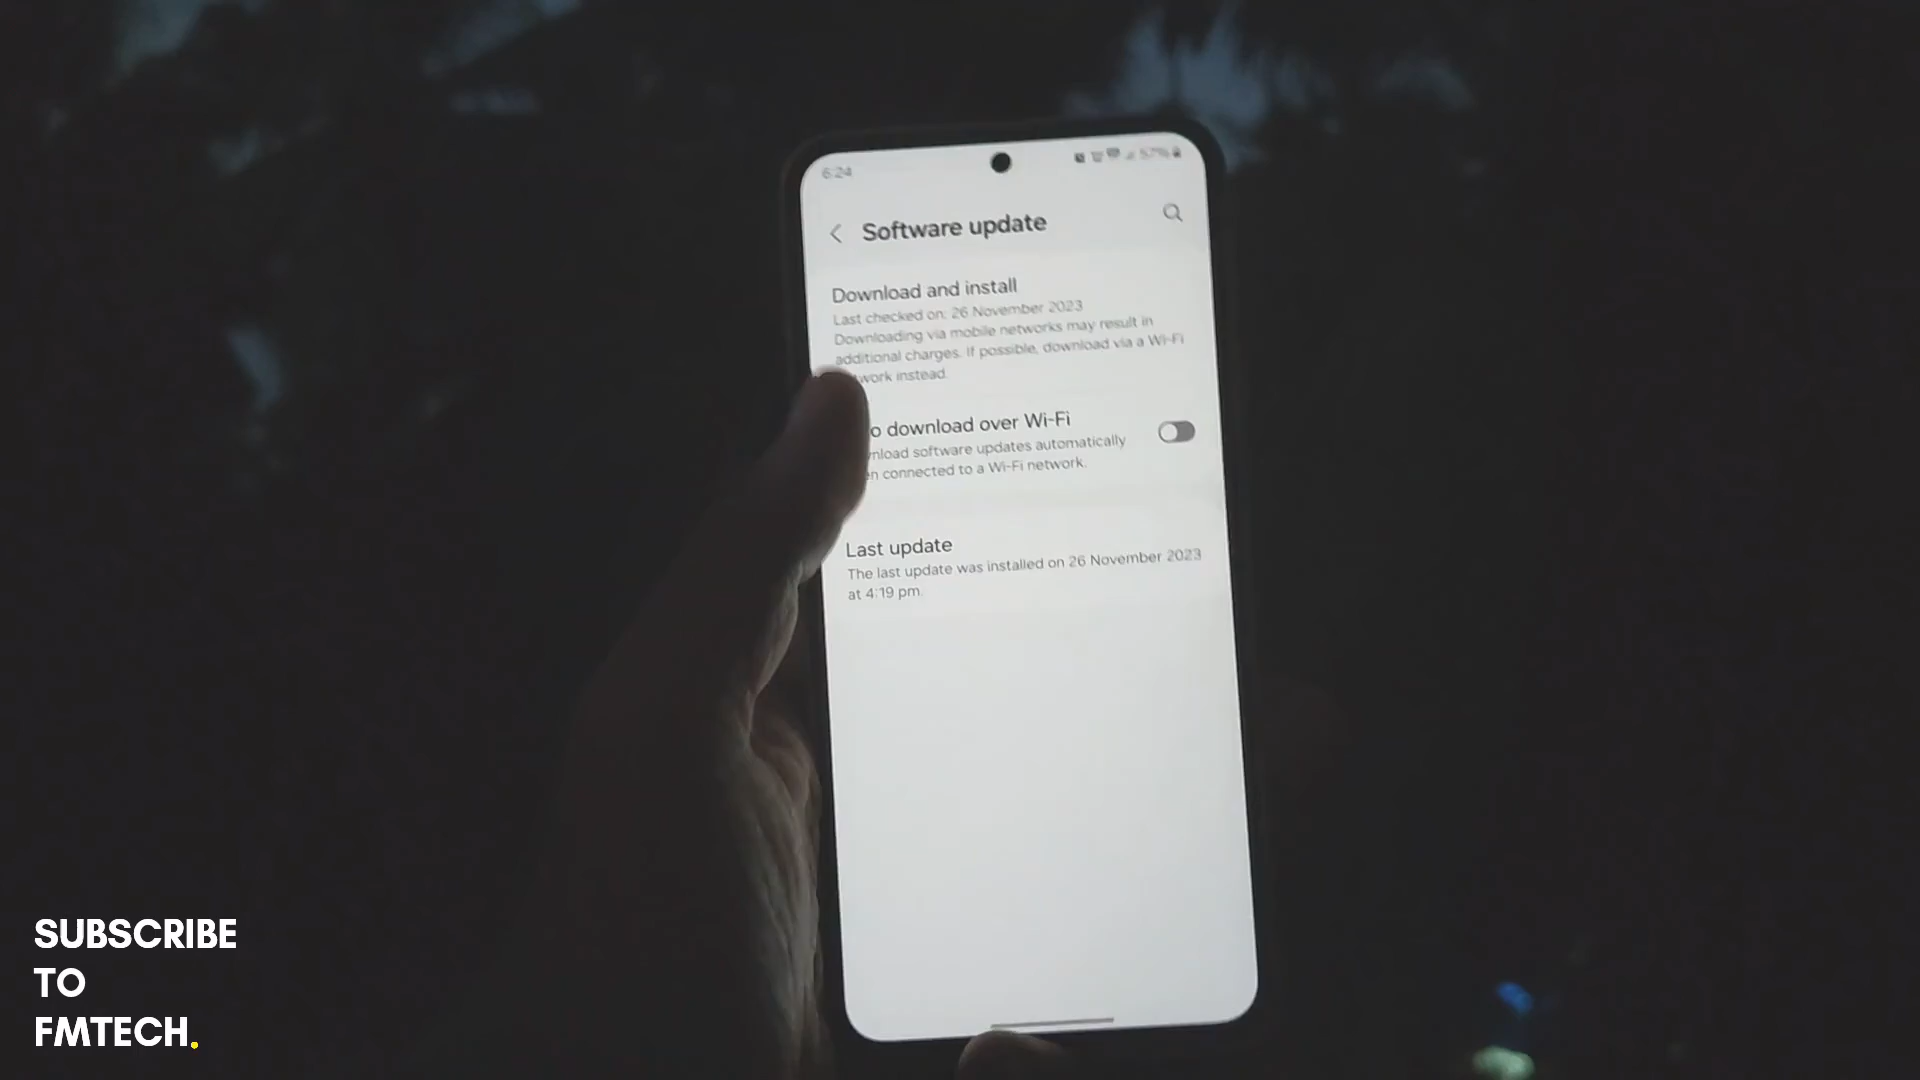 6:24
57%
Software update
Download and install
Last checked on: 26 November 2023
Downloading via mobile networks may result in
additional charges. If possible, download via a Wi-Fi
work instead.
o download over Wi-Fi
nload software updates automatically
n connected to a Wi-Fi network.
Last update
The last update was installed on 26 November 2023
at 4:19 pm.
SUBSCRIBE
TO
FMTECH.